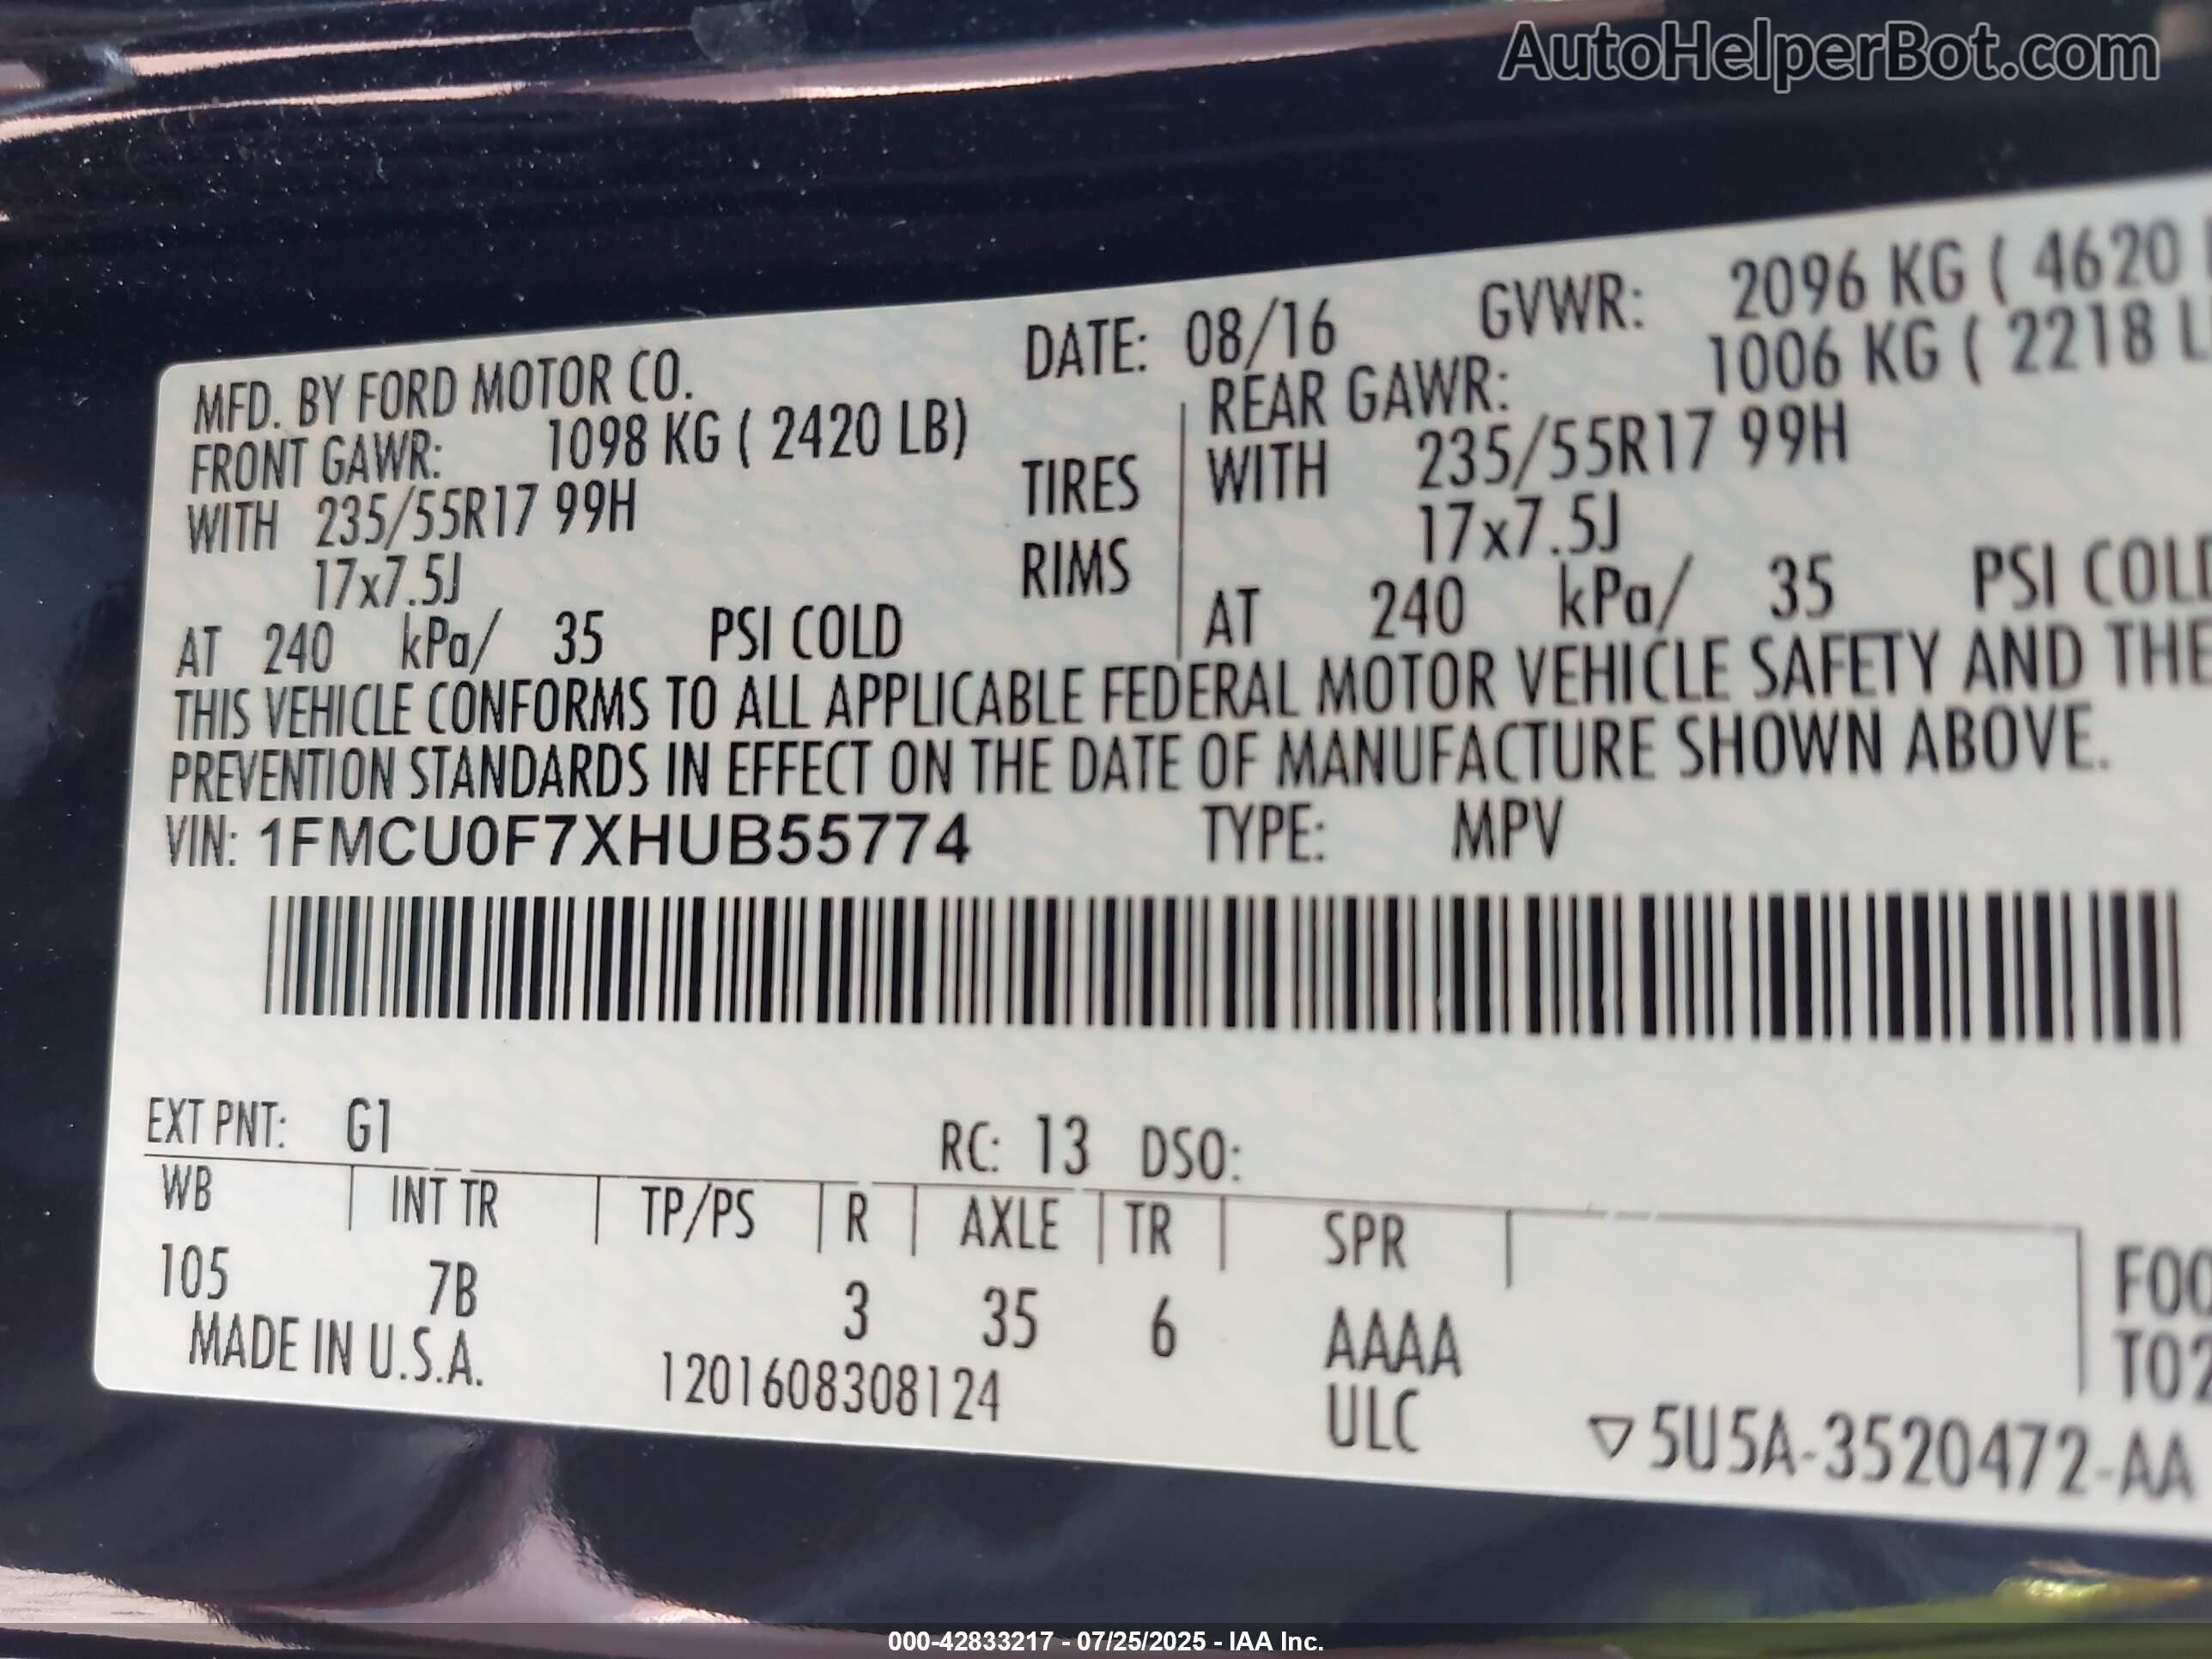 AutoHelperBot.com
MFD. BY FORD MOTOR CO. DATE: 08/16 GVWR: 2096 KG ( 4620
FRONT GAWR: 1098 KG ( 2420 LB) REAR GAWR: 1006 KG ( 2218 L
WITH 235/55R17 99H TIRES WITH 235/55R17 99H
17x7.5J RIMS 17x7.5J
AT 240 kPa/ 35 PSI COLD AT 240 kPa/ 35 PSI COLD
THIS VEHICLE CONFORMS TO ALL APPLICABLE FEDERAL MOTOR VEHICLE SAFETY AND THE
PREVENTION STANDARDS IN EFFECT ON THE DATE OF MANUFACTURE SHOWN ABOVE.
VIN: 1FMCU0F7XHUB55774 TYPE: MPV
EXT PNT: G1 RC: 13 DSO:
WB INT TR TP/PS R AXLE TR SPR
105 7B 3 35 6 AAAA F00
MADE IN U.S.A. 1201608308124 ULC T02
▽5U5A-3520472-AA
000-42833217 - 07/25/2025 - IAA Inc.